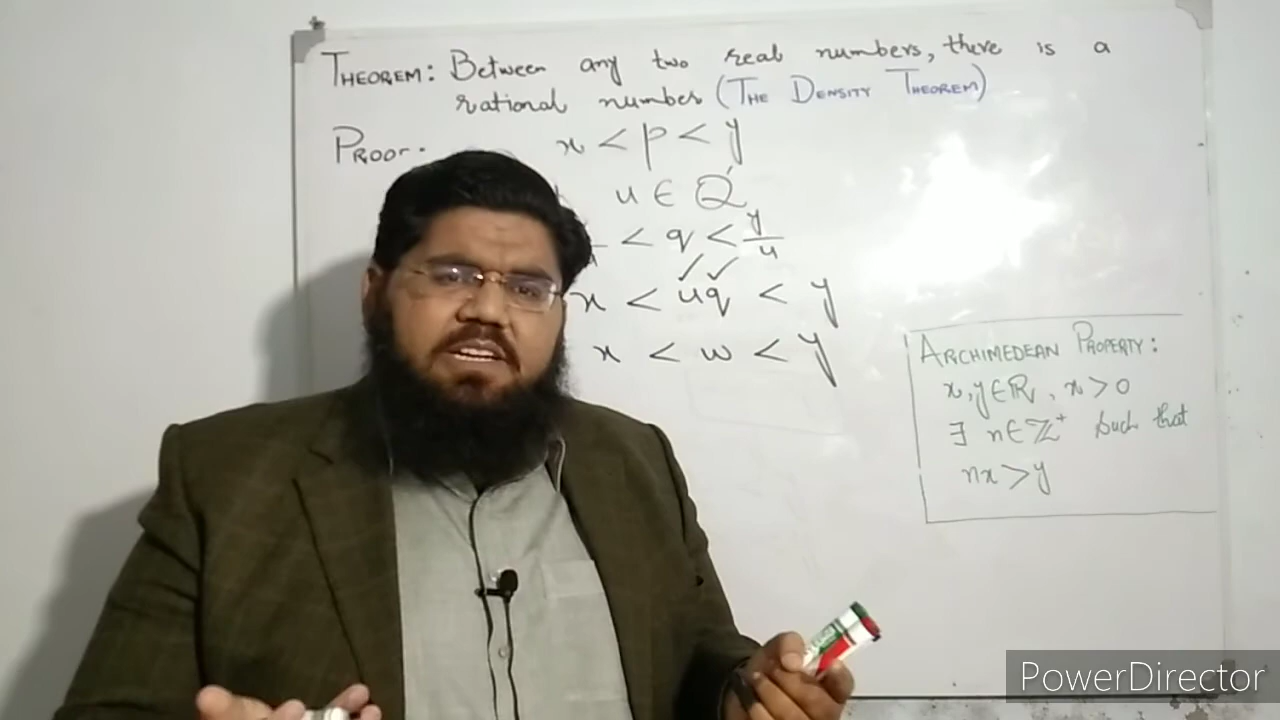 THEOREM: Between any two real numbers, there is a
rational number (THE DENSITY THEOREM)
PROOF. x < p < y
u ∈ Q'
< q < y/u
x < uq < y
x < w < y
ARCHIMEDEAN PROPERTY:
x, y ∈ ℝ, x > 0
∃ n ∈ ℤ⁺ such that
nx > y
PowerDirector